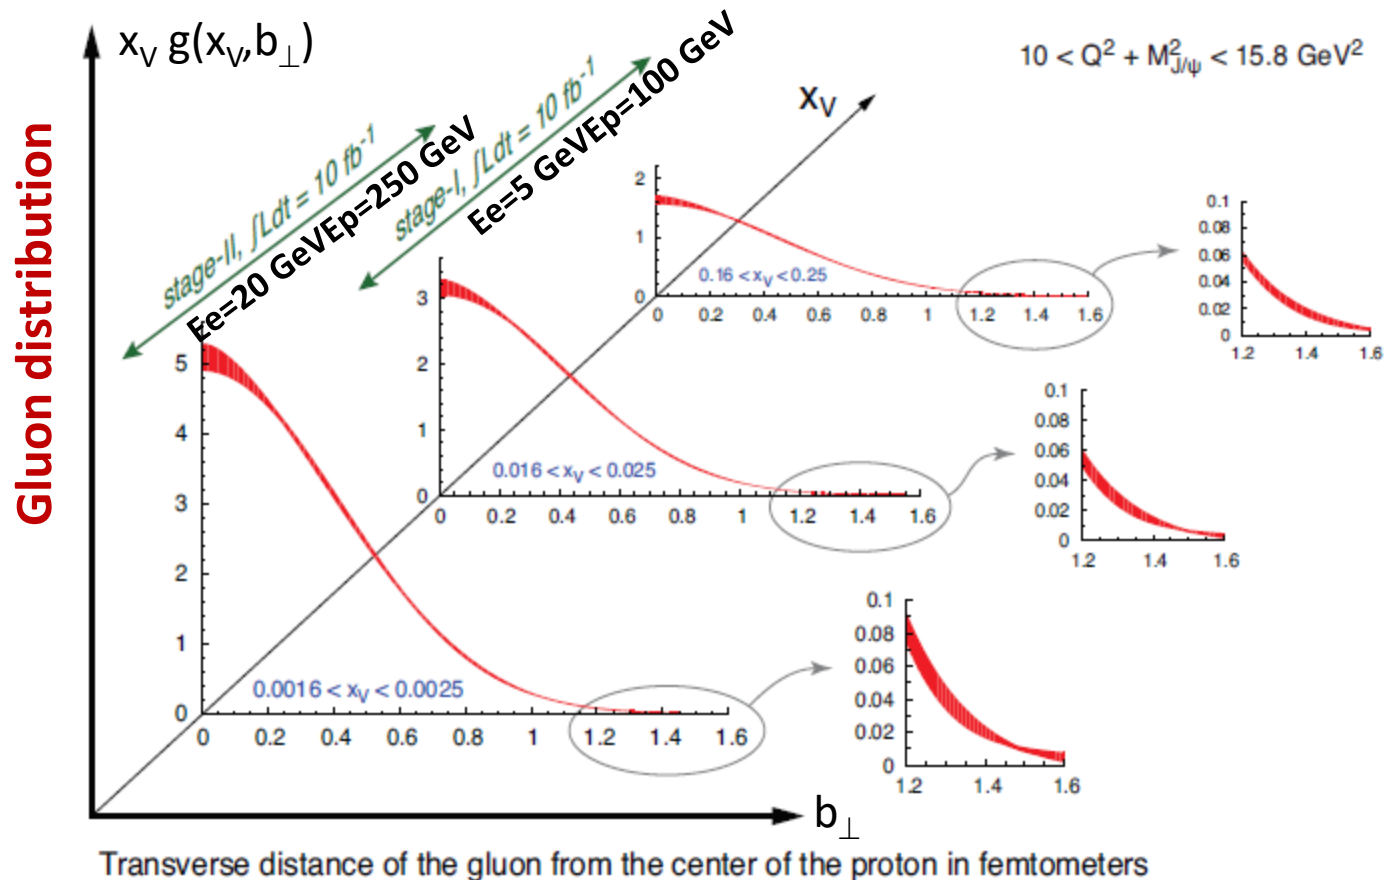 x_V g(x_V,b_⊥)
10 < Q² + M²_J/ψ < 15.8 GeV²
Gluon distribution
stage-II, ∫Ldt = 10 fb⁻¹
Ee=20 GeVEp=250 GeV
stage-I, ∫Ldt = 10 fb⁻¹
Ee=5 GeVEp=100 GeV
x_V
2
1
0
0.16 < x_V < 0.25
0 0.2 0.4 0.6 0.8 1 1.2 1.4 1.6
0.1
0.08
0.06
0.04
0.02
0
1.2 1.4 1.6
3
2
1
0
0.016 < x_V < 0.025
0 0.2 0.4 0.6 0.8 1 1.2 1.4 1.6
0.1
0.08
0.06
0.04
0.02
0
1.2 1.4 1.6
5
4
3
2
1
0
0.0016 < x_V < 0.0025
0 0.2 0.4 0.6 0.8 1 1.2 1.4 1.6
0.1
0.08
0.06
0.04
0.02
0
1.2 1.4 1.6
b_⊥
Transverse distance of the gluon from the center of the proton in femtometers